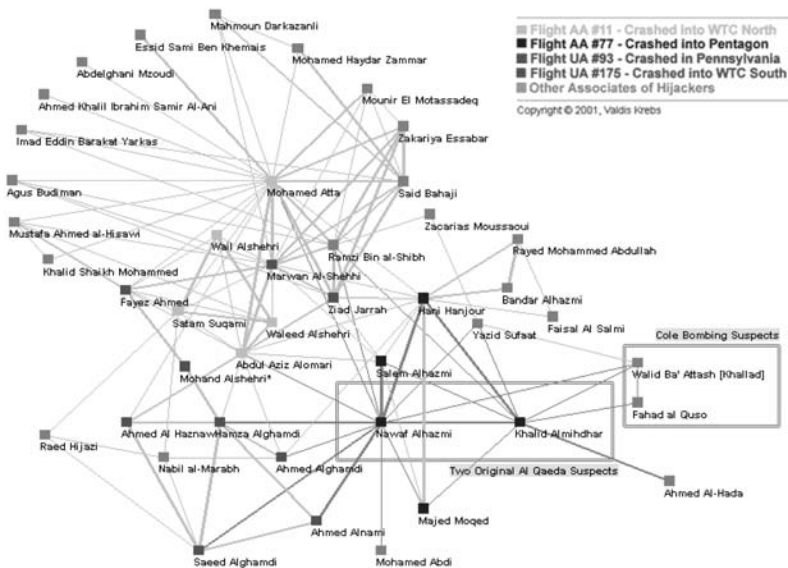 Mahmoun Darkazanli
Essid Sami Ben Khemais
Mohamed Haydar Zammar
Abdelghani Mzoudi
Mounir El Motassadeq
Ahmed Khalil Ibrahim Samir Al-Ani
Zakariya Essabar
Imad Eddin Barakat Yarkas
Agus Budiman
Mohamed Atta
Said Bahaji
Mustafa Ahmed al-Hisawi
Wail Alshehri
Ramzi Bin al-Shibh
Zacarias Moussaoui
Rayed Mohammed Abdullah
Khalid Shaikh Mohammed
Marwan Al-Shehhi
Fayez Ahmed
Ziad Jarrah
Hani Hanjour
Bandar Alhazmi
Satam Suqami
Waleed Alshehri
Yazid Sufaat
Faisal Al Salmi
Abdul Aziz Alomari
Mohand Alshehri*
Salem Alhazmi
Cole Bombing Suspects
Walid Ba' Attash [Khallad]
Fahad al Quso
Raed Hijazi
Ahmed Al Haznawi
Hamza Alghamdi
Nawaf Alhazmi
Khalid Almihdhar
Nabil al-Marabh
Ahmed Alghamdi
Two Original Al Qaeda Suspects
Ahmed Al-Hada
Majed Moqed
Ahmed Alnami
Saeed Alghamdi
Mohamed Abdi
Flight AA #11 - Crashed into WTC North
Flight AA #77 - Crashed into Pentagon
Flight UA #93 - Crashed in Pennsylvania
Flight UA #175 - Crashed into WTC South
Other Associates of Hijackers
Copyright © 2001, Valdis Krebs